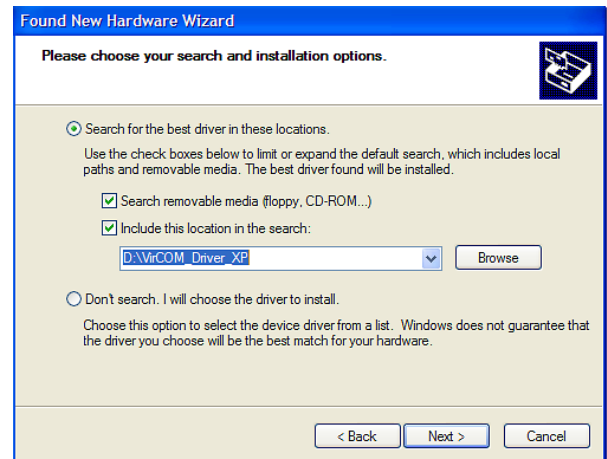 Found New Hardware Wizard
Please choose your search and installation options.
Search for the best driver in these locations.
Use the check boxes below to limit or expand the default search, which includes local
paths and removable media. The best driver found will be installed.
Search removable media (floppy, CD-ROM...)
Include this location in the search:
D:\VirCOM_Driver_XP
Browse
Don't search. I will choose the driver to install.
Choose this option to select the device driver from a list. Windows does not guarantee that
the driver you choose will be the best match for your hardware.
< Back
Next >
Cancel